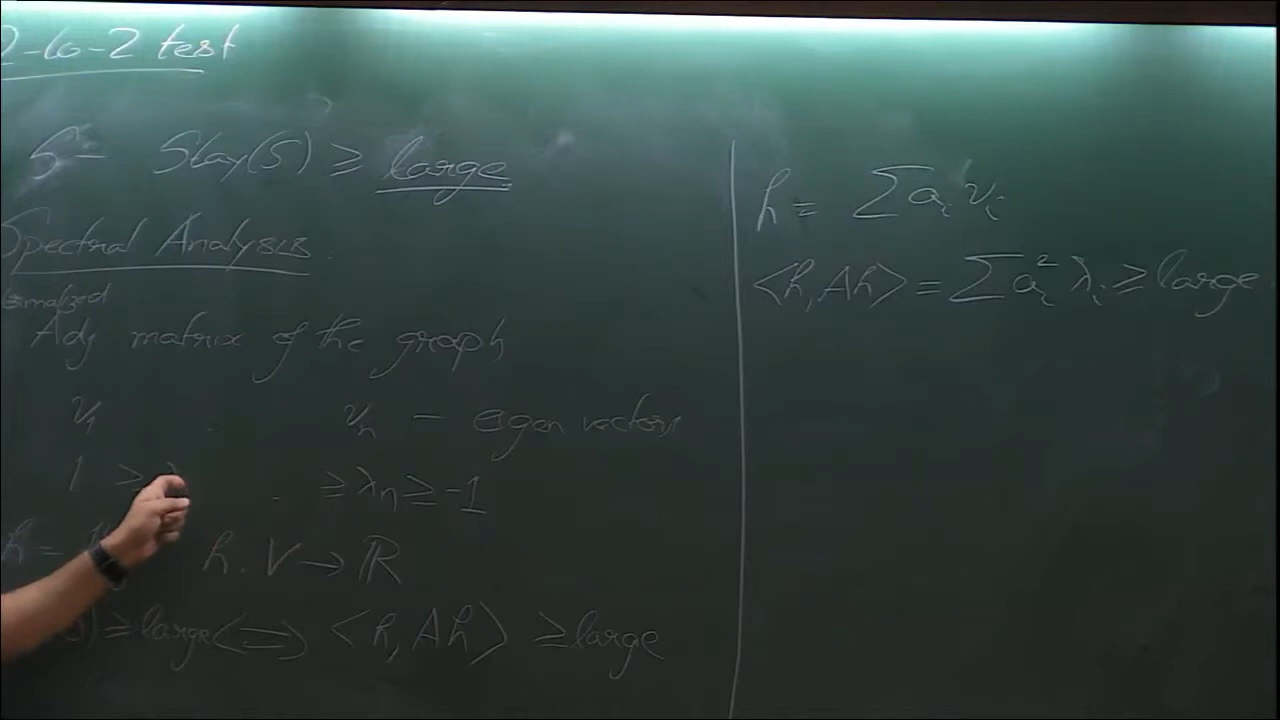 2-to-2 test
S - Stay(S) ≥ large
Spectral Analysis.
Adj matrix of the graph
v₁ . vₙ - eigen vectors
1 ≥ . ≥ λₙ ≥ -1
h = h . V → ℝ
≥ large ⇔ ⟨h, Ah⟩ ≥ large
h = Σ aᵢ vᵢ
⟨h, Ah⟩ = Σ aᵢ² λᵢ ≥ large